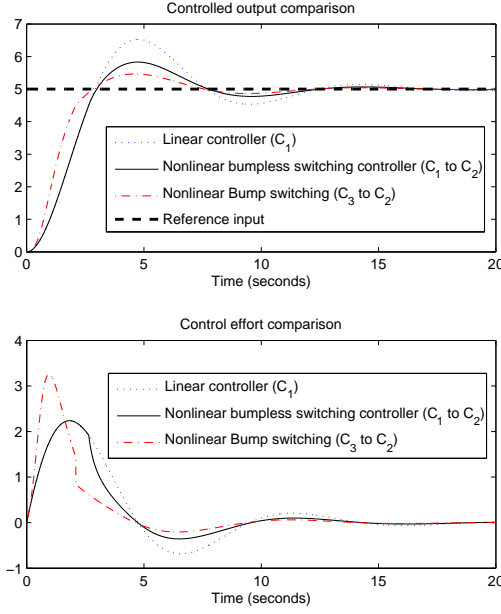 Controlled output comparison
7
6
5
4
3
2
1
0
Linear controller (C1)
Nonlinear bumpless switching controller (C1 to C2)
Nonlinear Bump switching (C3 to C2)
Reference input
0 5 10 15 20
Time (seconds)
Control effort comparison
4
3
2
1
0
−1
Linear controller (C1)
Nonlinear bumpless switching controller (C1 to C2)
Nonlinear Bump switching (C3 to C2)
0 5 10 15 20
Time (seconds)